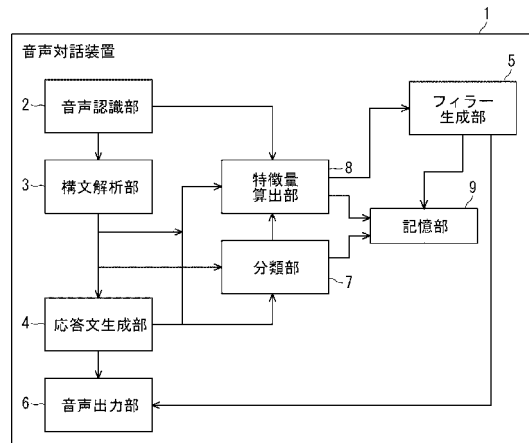 1
音声対話装置
2
音声認識部
5
フィラー
生成部
3
構文解析部
8
特徴量
算出部
9
記憶部
分類部
7
4
応答文生成部
6
音声出力部